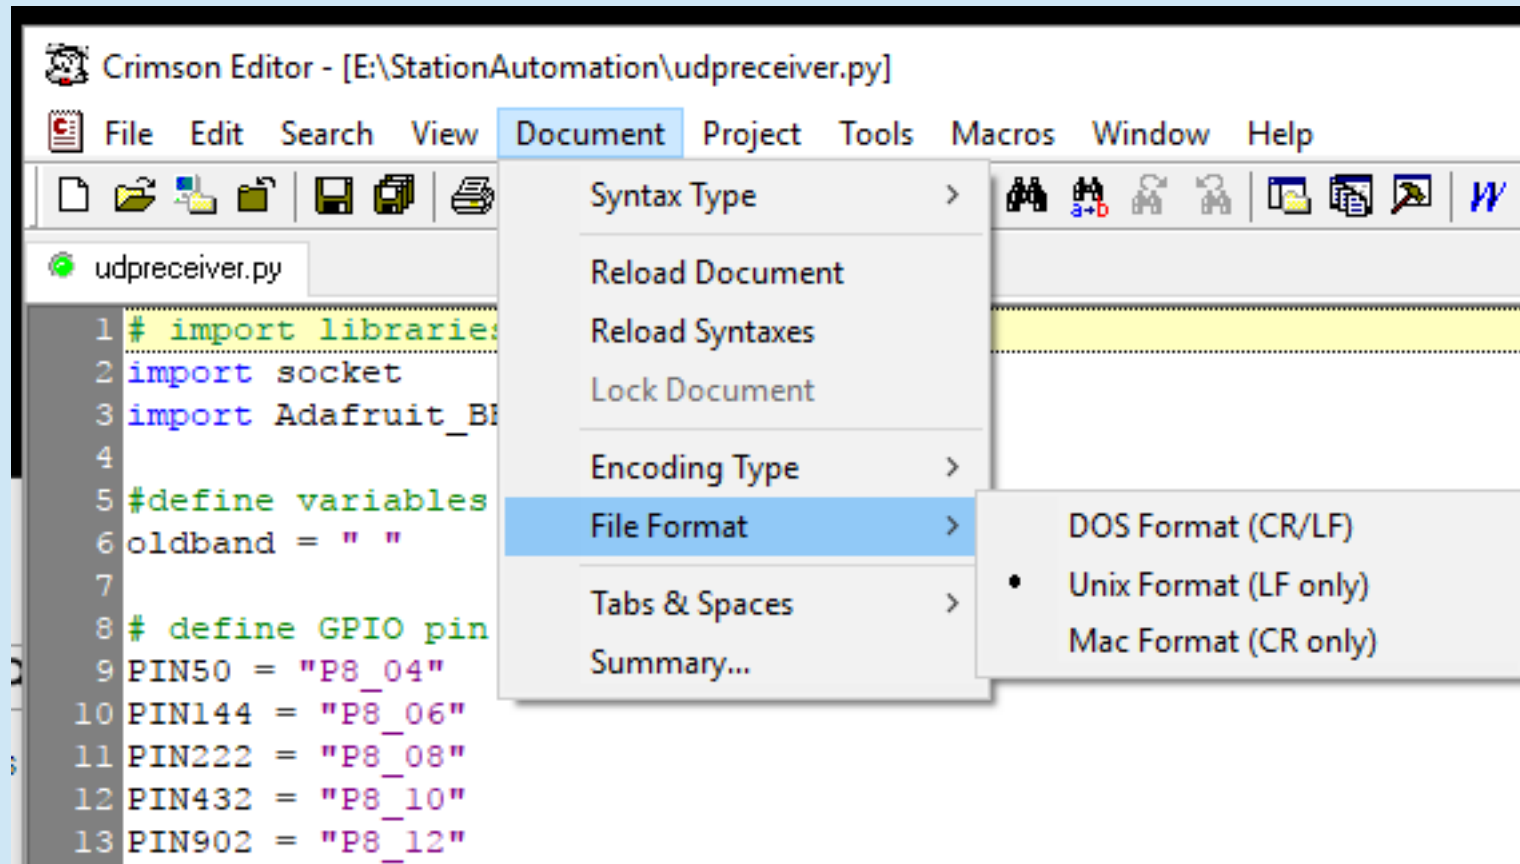 Crimson Editor - [E:\StationAutomation\udpreceiver.py]
File Edit Search View Document Project Tools Macros Window Help
udpreceiver.py
Syntax Type
Reload Document
Reload Syntaxes
Lock Document
Encoding Type
File Format
Tabs & Spaces
Summary...
DOS Format (CR/LF)
Unix Format (LF only)
Mac Format (CR only)
1 # import libraries
2 import socket
3 import Adafruit_B
4
5 #define variables
6 oldband = " "
7
8 # define GPIO pin
9 PIN50 = "P8_04"
10 PIN144 = "P8_06"
11 PIN222 = "P8_08"
12 PIN432 = "P8_10"
13 PIN902 = "P8_12"
a→b
W